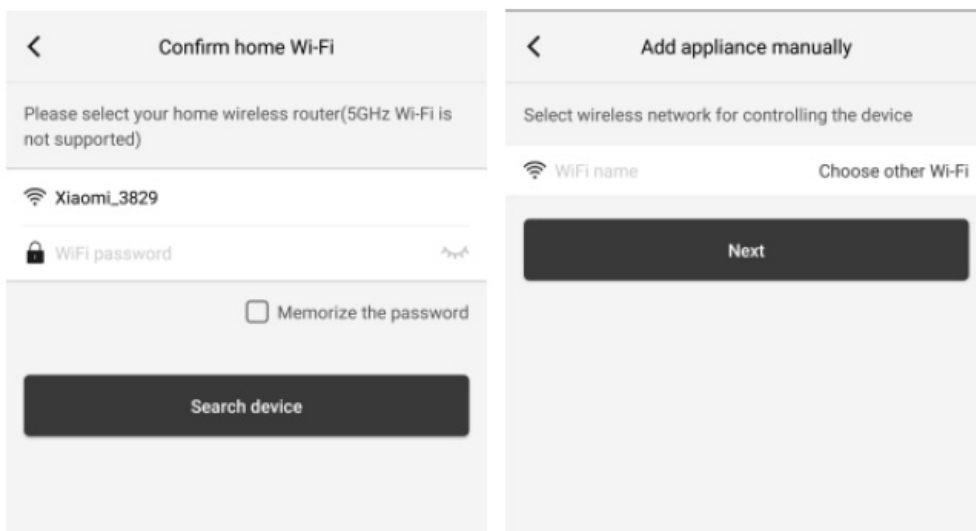 Confirm home Wi-Fi
Please select your home wireless router(5GHz Wi-Fi is
not supported)
Xiaomi_3829
WiFi password
Memorize the password
Search device
Add appliance manually
Select wireless network for controlling the device
WiFi name
Choose other Wi-Fi
Next